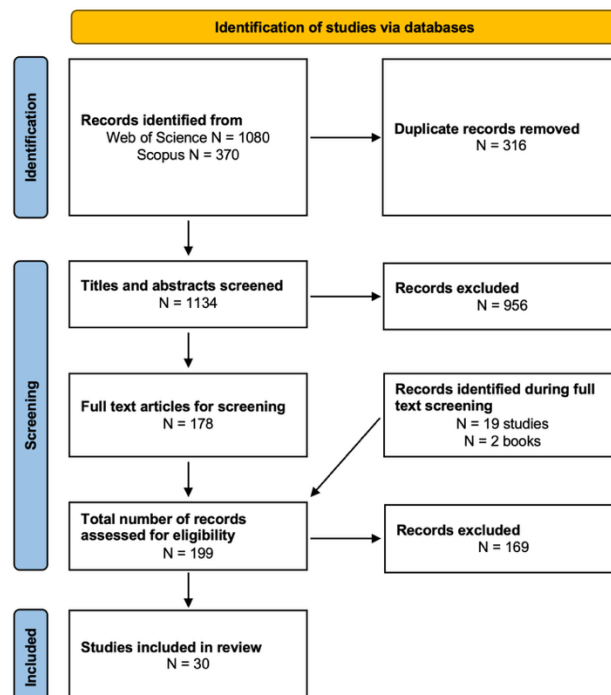 Identification of studies via databases
Identification
Records identified from
Web of Science N = 1080
Scopus N = 370
Duplicate records removed
N = 316
Screening
Titles and abstracts screened
N = 1134
Records excluded
N = 956
Full text articles for screening
N = 178
Records identified during full
text screening
N = 19 studies
N = 2 books
Total number of records
assessed for eligibility
N = 199
Records excluded
N = 169
Included
Studies included in review
N = 30